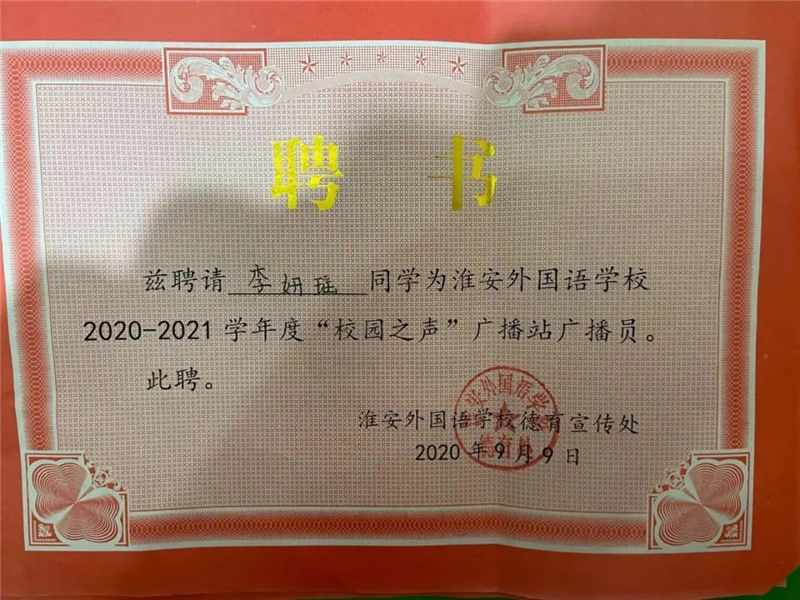 聘书
兹聘请 李妍瑶 同学为淮安外国语学校
2020-2021 学年度“校园之声”广播站广播员。
此聘。
淮安外国语学校德育宣传处
2020 年 9 月 9 日